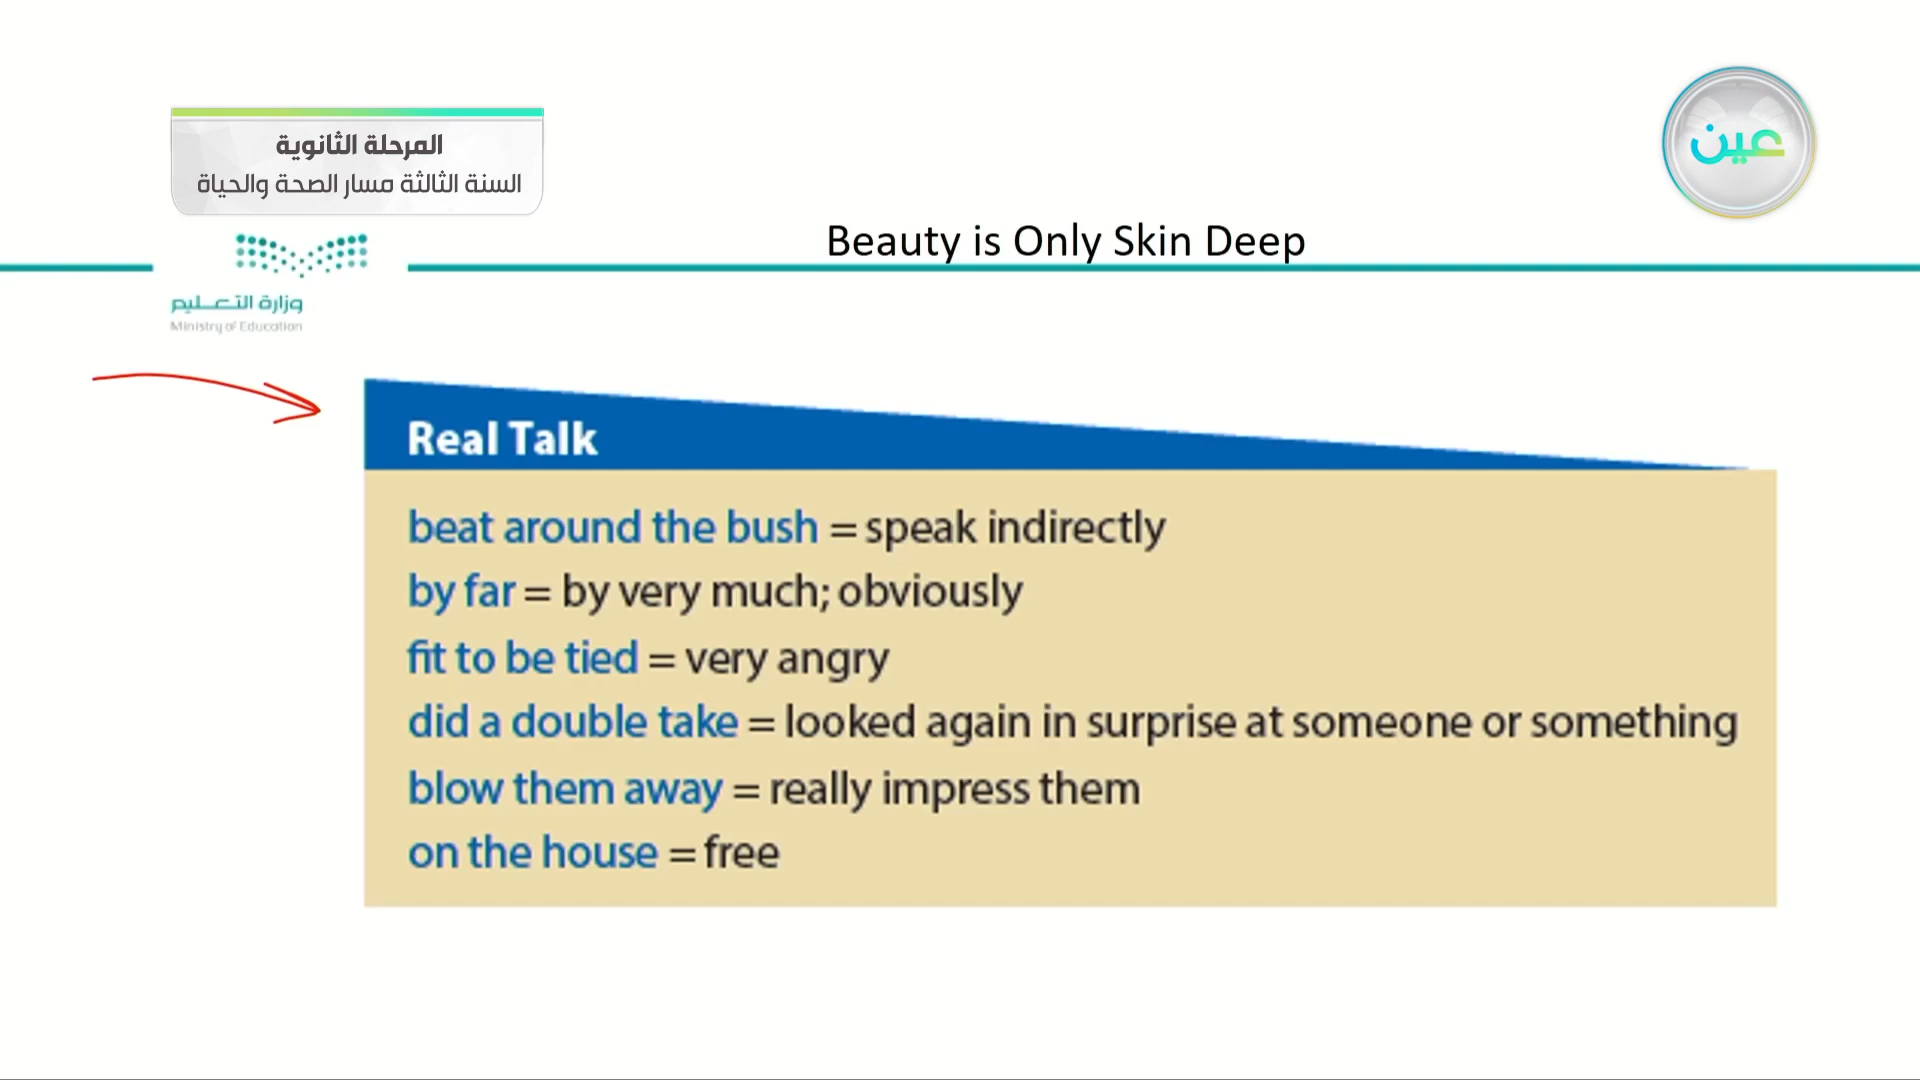 المرحلة الثانوية
السنة الثالثة مسار الصحة والحياة
عين
Beauty is Only Skin Deep
وزارة التعليم
Ministry of Education
Real Talk
beat around the bush = speak indirectly
by far = by very much; obviously
fit to be tied = very angry
did a double take = looked again in surprise at someone or something
blow them away = really impress them
on the house = free